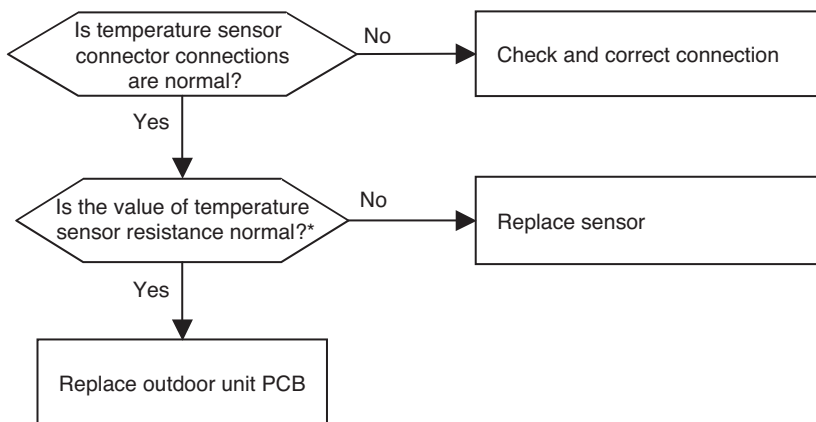 Is temperature sensor
connector connections
are normal?
No
Check and correct connection
Yes
Is the value of temperature
sensor resistance normal?*
No
Replace sensor
Yes
Replace outdoor unit PCB